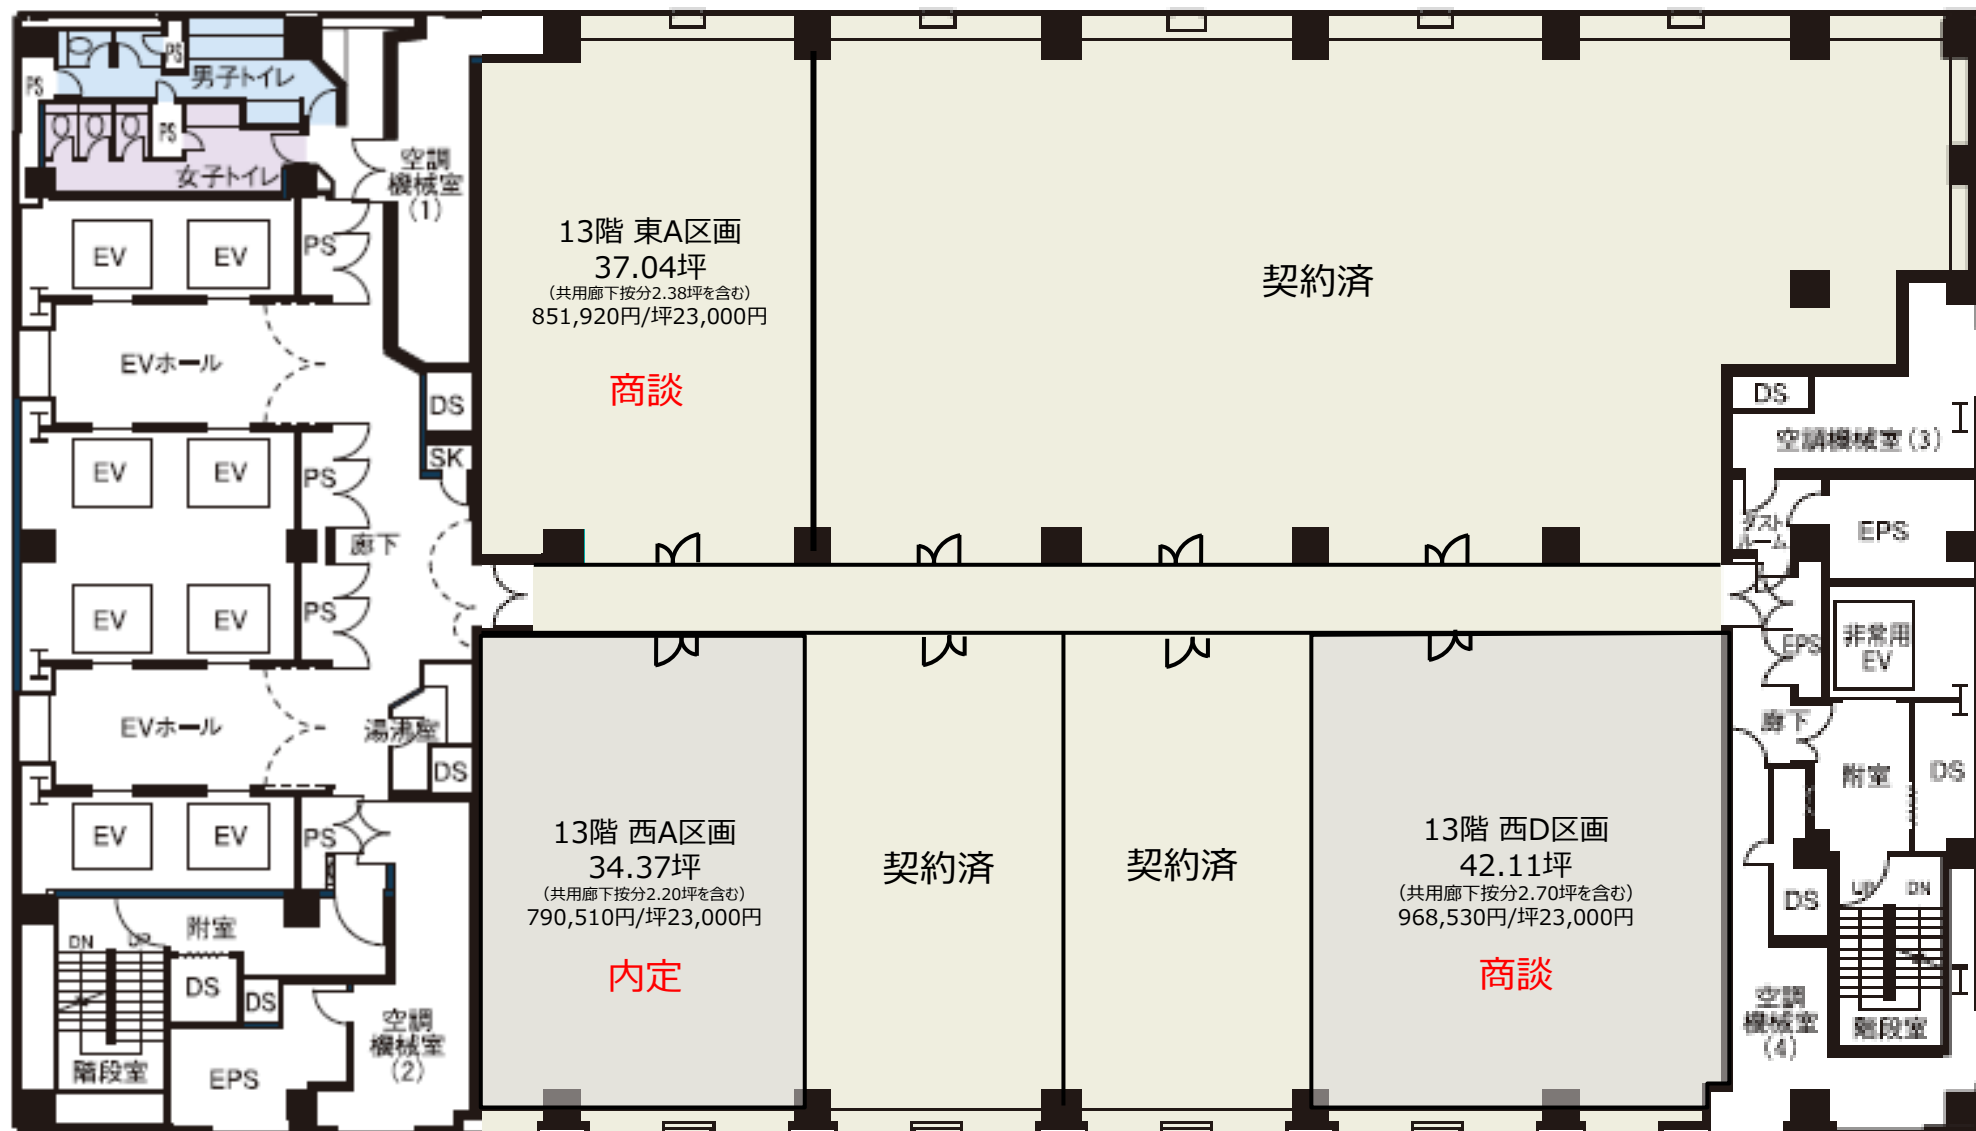 PS
男子トイレ
PS
PS
女子トイレ
空調
機械室
(1)
EV
EV
PS
EVホール
DS
SK
EV
EV
PS
廊下
EV
EV
PS
EVホール
湯沸室
DS
EV
EV
PS
附室
DN
UP
DS
DS
階段室
EPS
空調
機械室
(2)
13階 東A区画
37.04坪
(共用廊下按分2.38坪を含む)
851,920円/坪23,000円
商談
契約済
13階 西A区画
34.37坪
(共用廊下按分2.20坪を含む)
790,510円/坪23,000円
内定
契約済
契約済
13階 西D区画
42.11坪
(共用廊下按分2.70坪を含む)
968,530円/坪23,000円
商談
DS
空調機械室(3)
ダスト
ルーム
EPS
EPS
非常用
EV
廊下
附室
DS
DS
UP
DN
空調
機械室
(4)
階段室